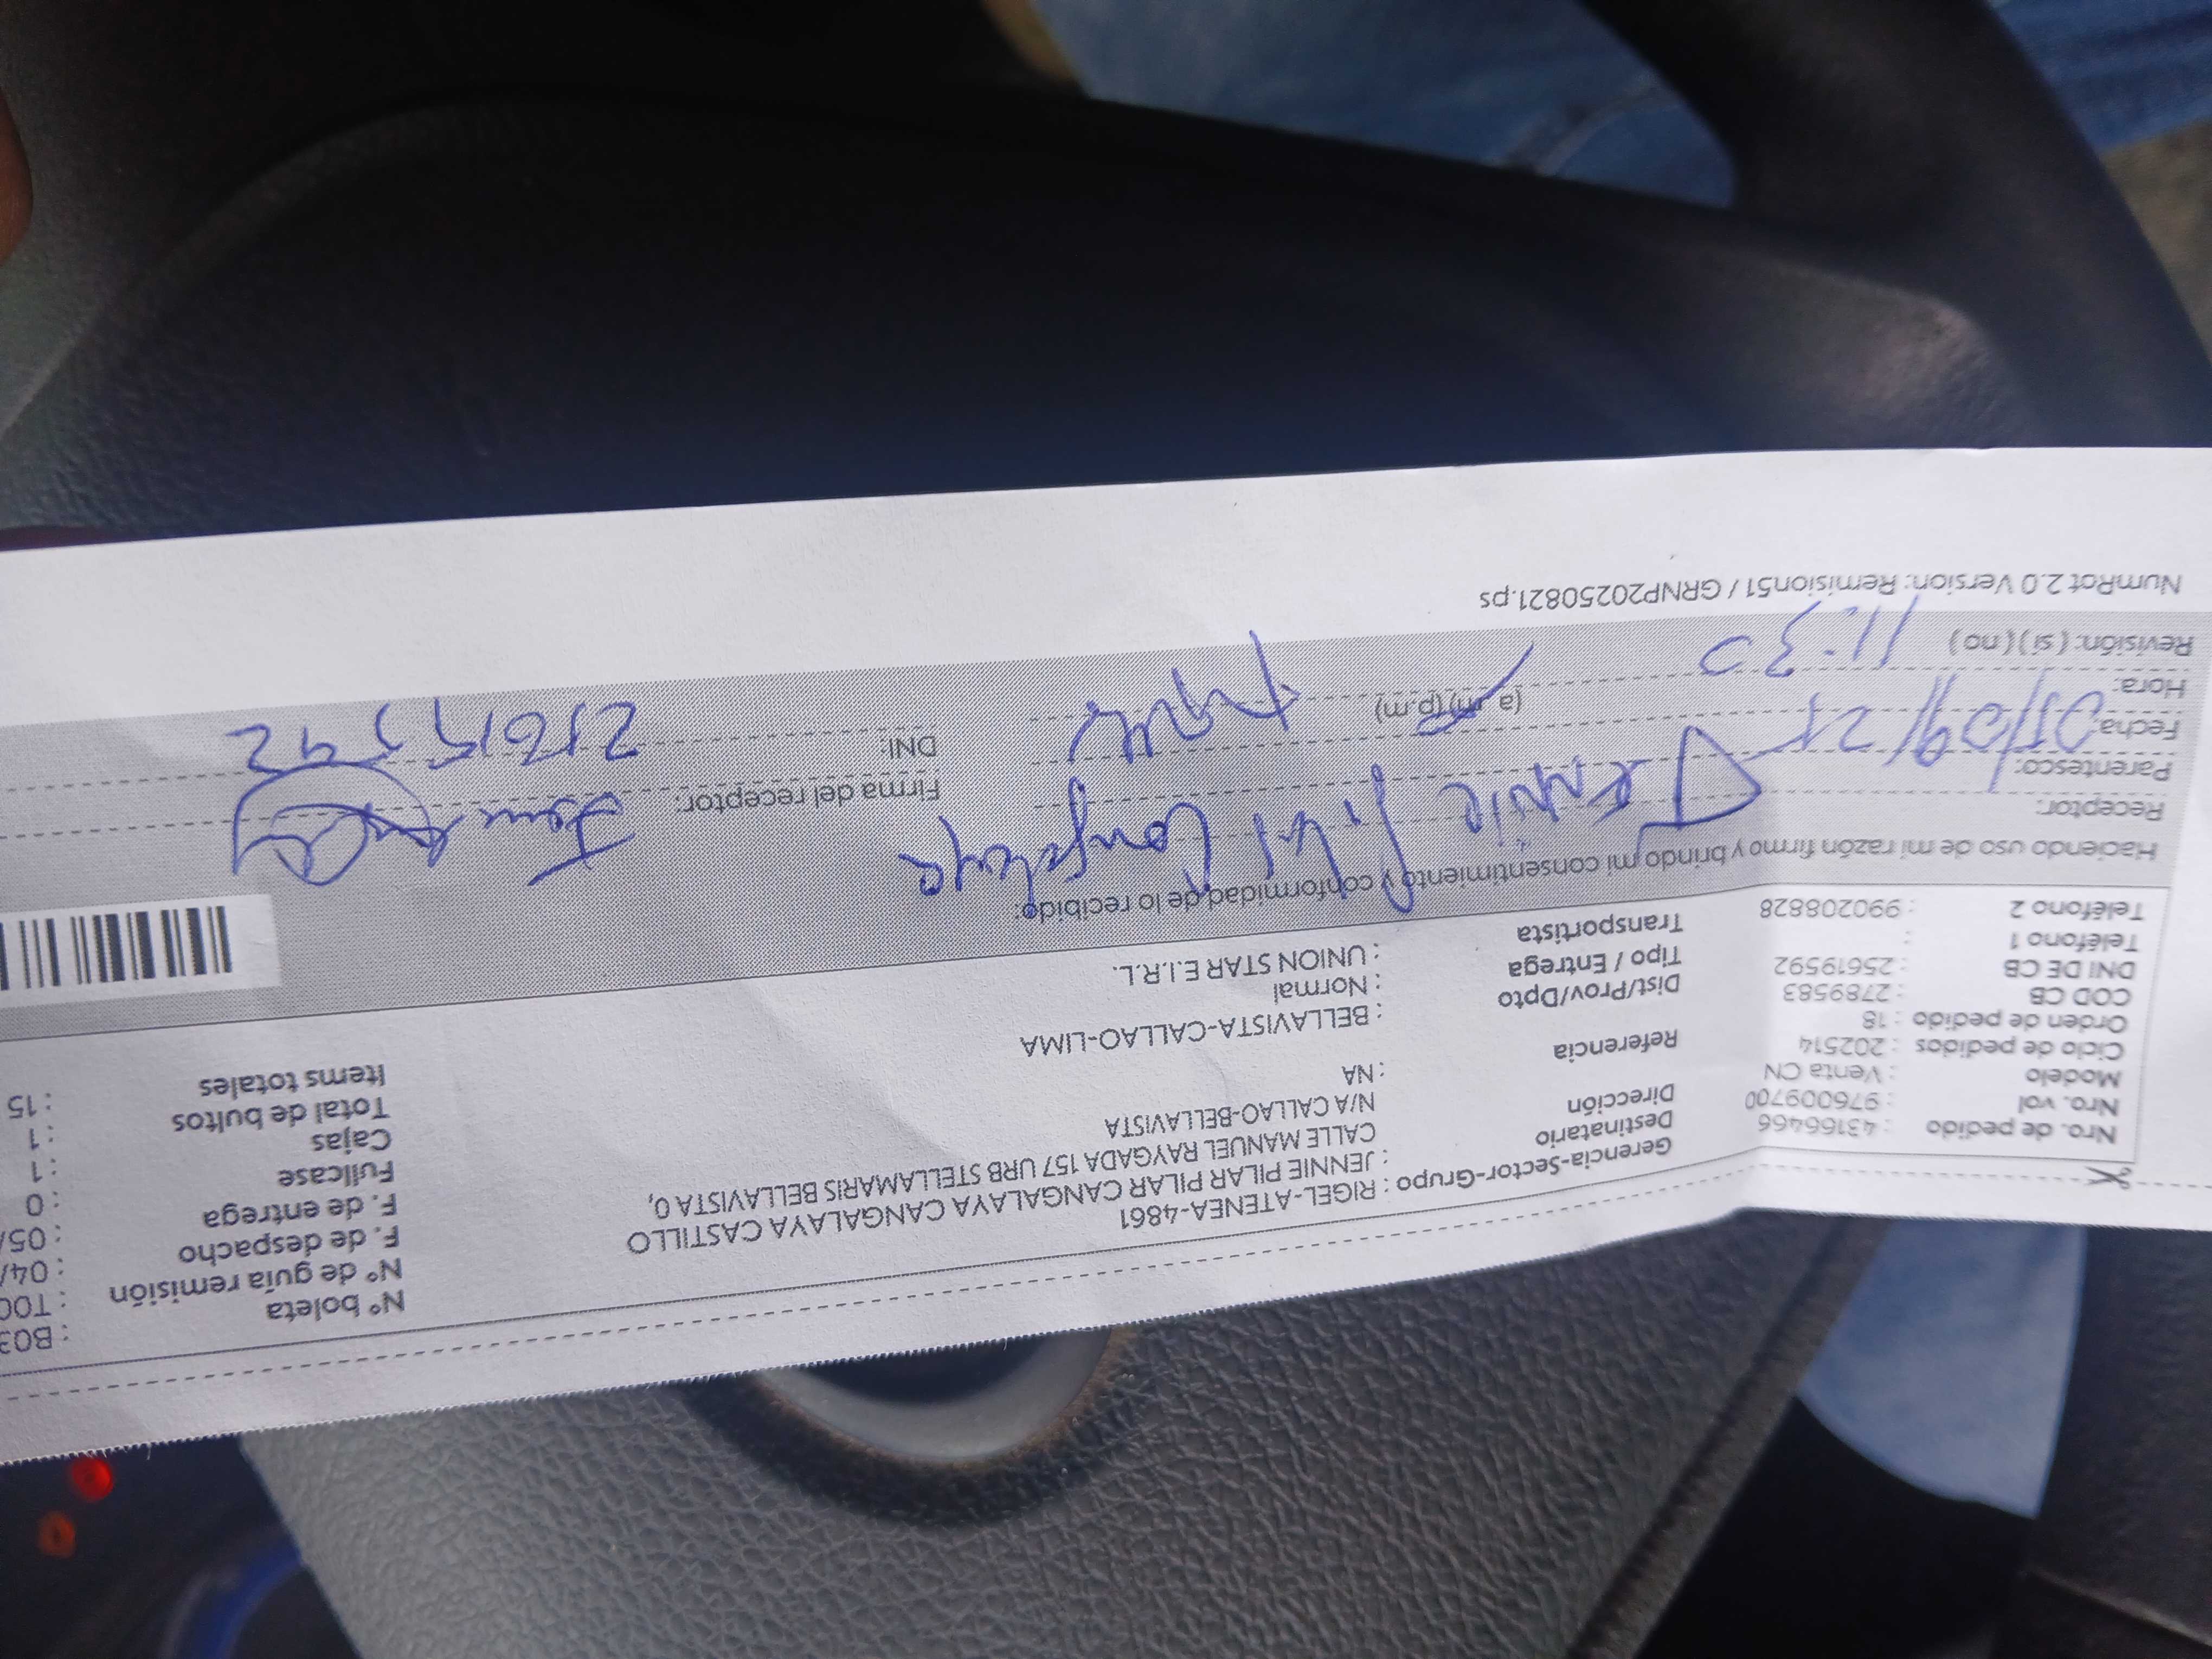 Nro. de pedido : 43166466
Nro. vol : 976009700
Modelo : Venta CN
Ciclo de pedidos : 202514
Orden de pedido : 18
COD CB : 2789583
DNI DE CB : 25619592
Teléfono 1 :
Teléfono 2 : 990208828
Gerencia-Sector-Grupo : RIGEL-ATENEA-4861
Destinatario : JENNIE PILAR PILAR CANGALAYA CANGALAYA CASTILLO
Dirección CALLE MANUEL RAYGADA 157 URB STELLAMARIS BELLAVISTA 0,
N/A CALLAO-BELLAVISTA
Referencia : NA
Dist/Prov/Dpto : BELLAVISTA-CALLAO-LIMA
Tipo / Entrega : Normal
Transportista : UNION STAR E.I.R.L.
Nº boleta : B03
Nº de guía remisión : T00
F. de despacho : 04/
F. de entrega : 05/
Fullcase : 0
Cajas : 1
Total de bultos : 1
Items totales : 15
Haciendo uso de mi razón firmo y brindo mi consentimiento y conformidad de lo recibido:
Receptor: Jennie Pilar Cangalaya
Parentesco:
Firma del receptor:
Fecha: 05/09/25
DNI:
Hora: 11:30 (a.m)(p.m)
Revisión: (si) (no)
NumRot 2.0 Version: Remision51 / GRNP20250821.ps